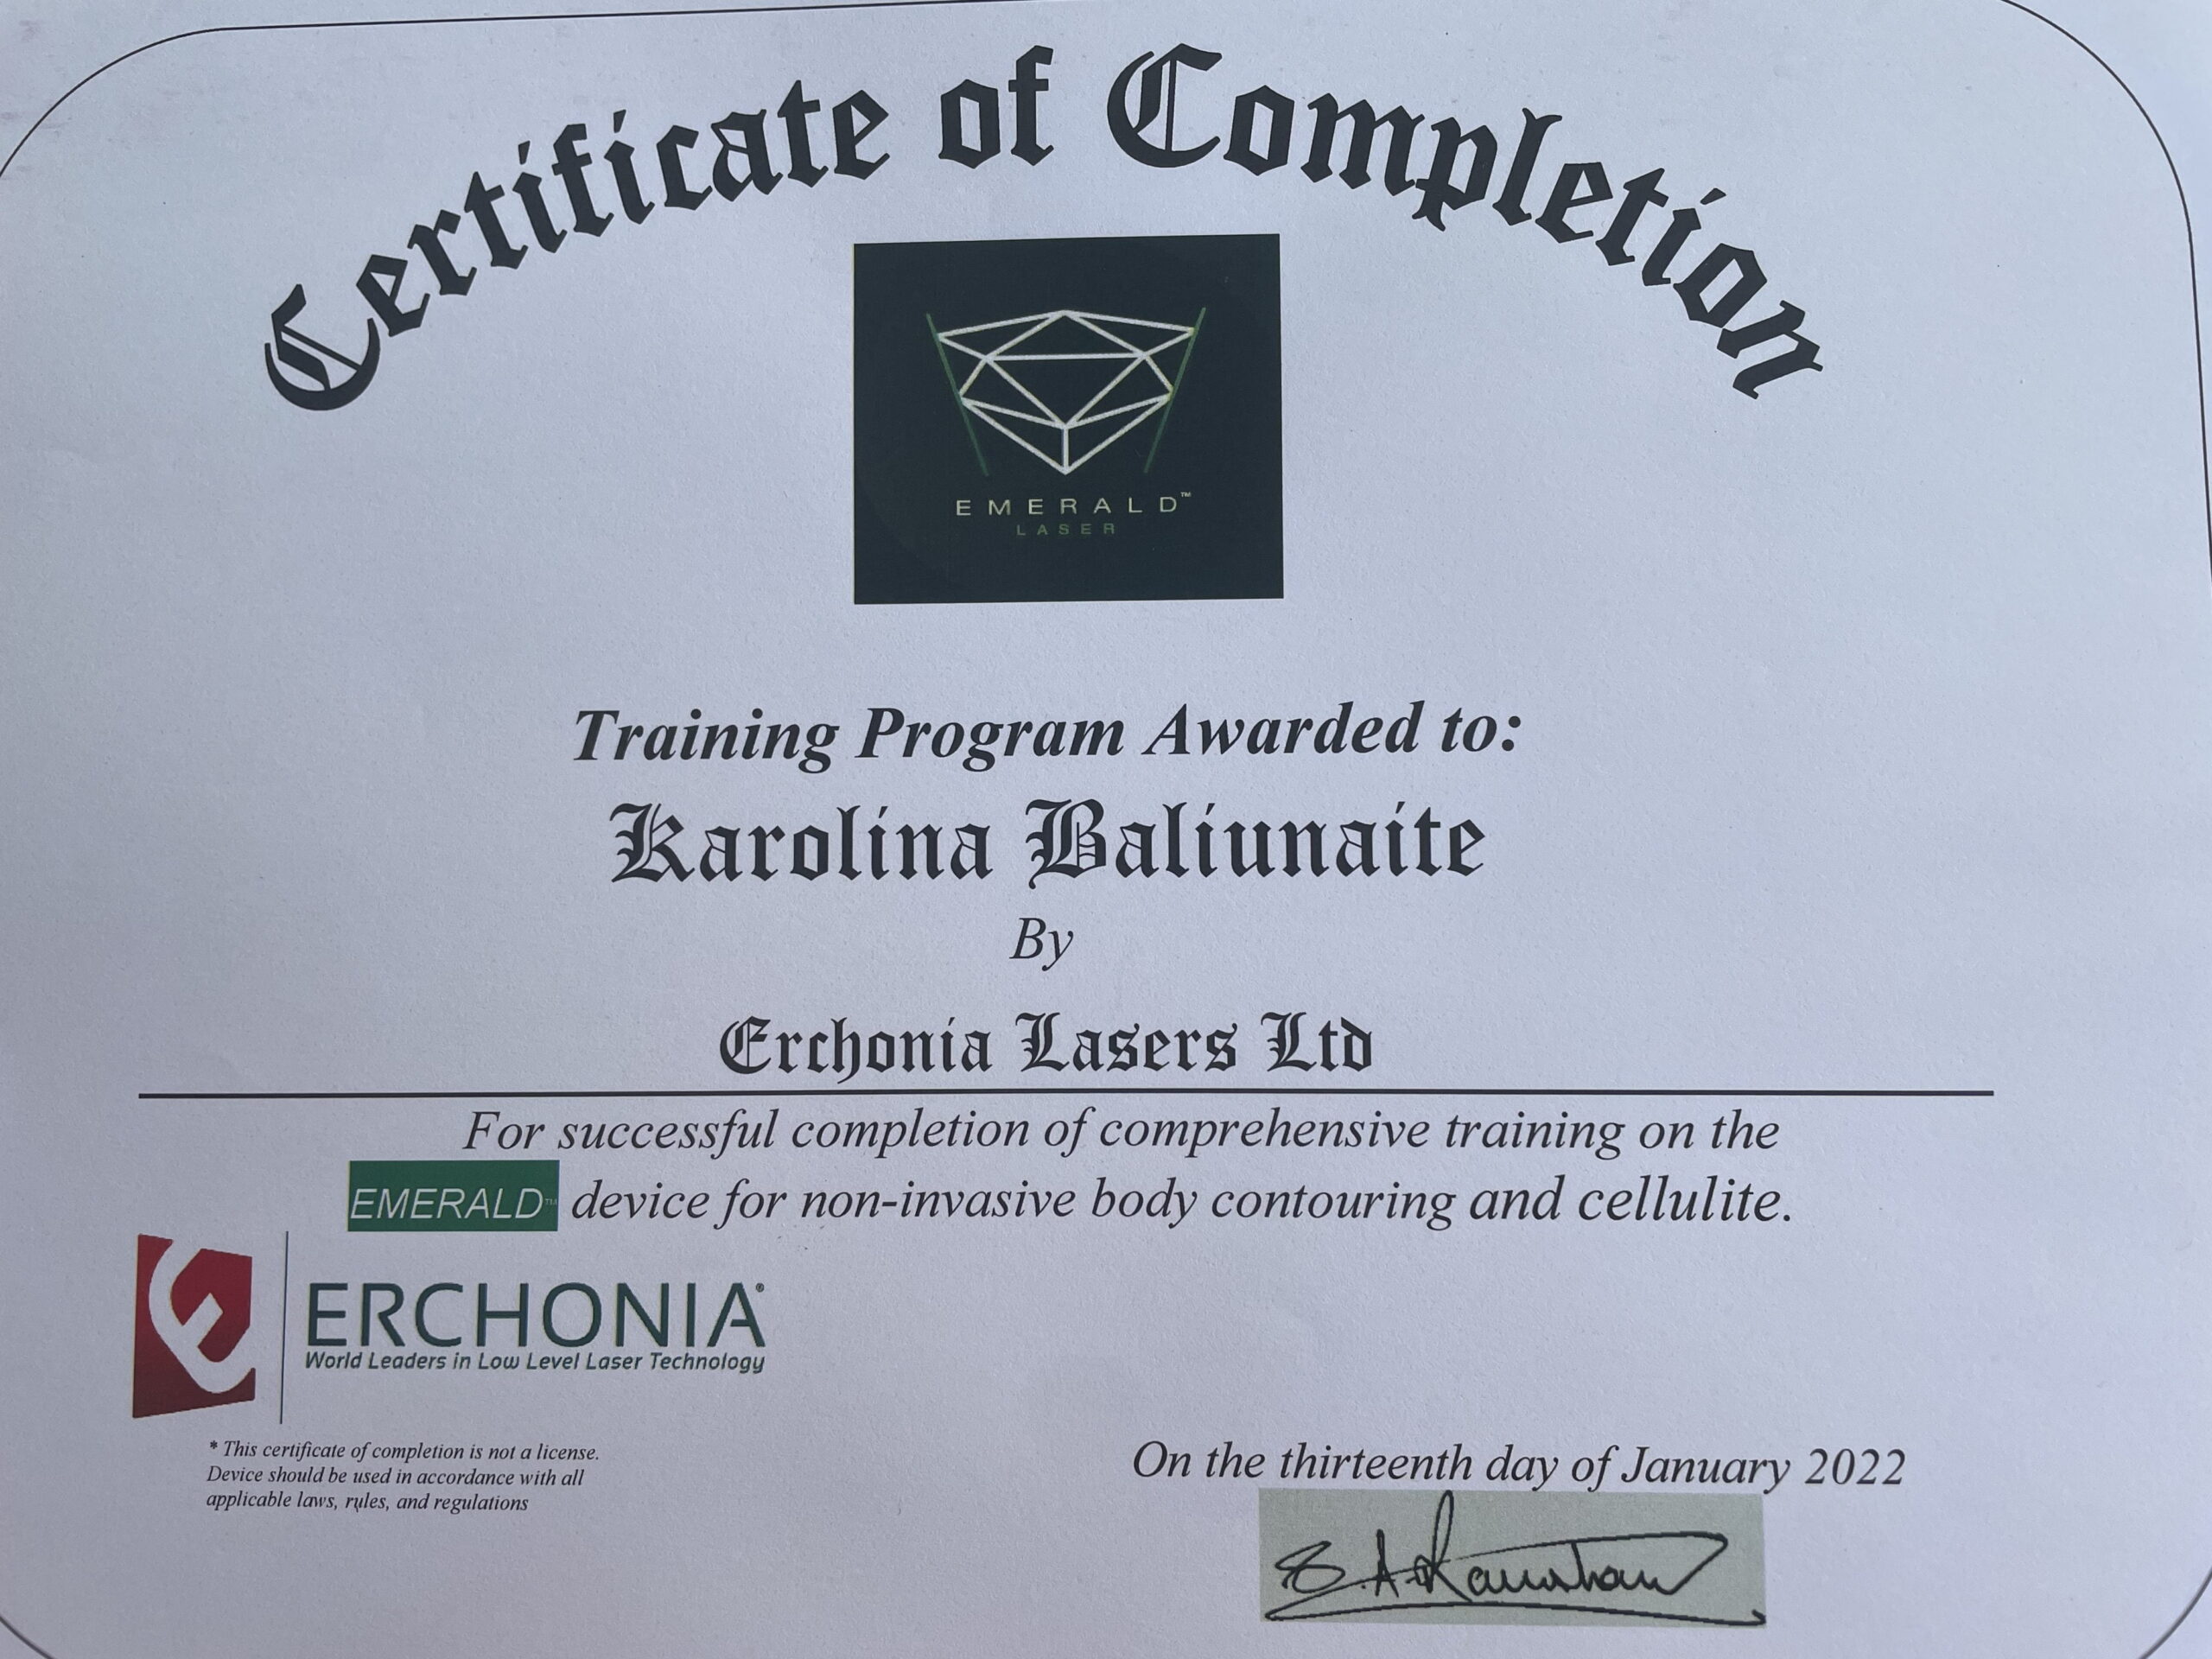 Certificate of Completion
EMERALD™
LASER
Training Program Awarded to:
Karolina Baliunaite
By
Erchonia Lasers Ltd
For successful completion of comprehensive training on the
EMERALD™ device for non-invasive body contouring and cellulite.
ERCHONIA®
World Leaders in Low Level Laser Technology
* This certificate of completion is not a license.
Device should be used in accordance with all
applicable laws, rules, and regulations
On the thirteenth day of January 2022